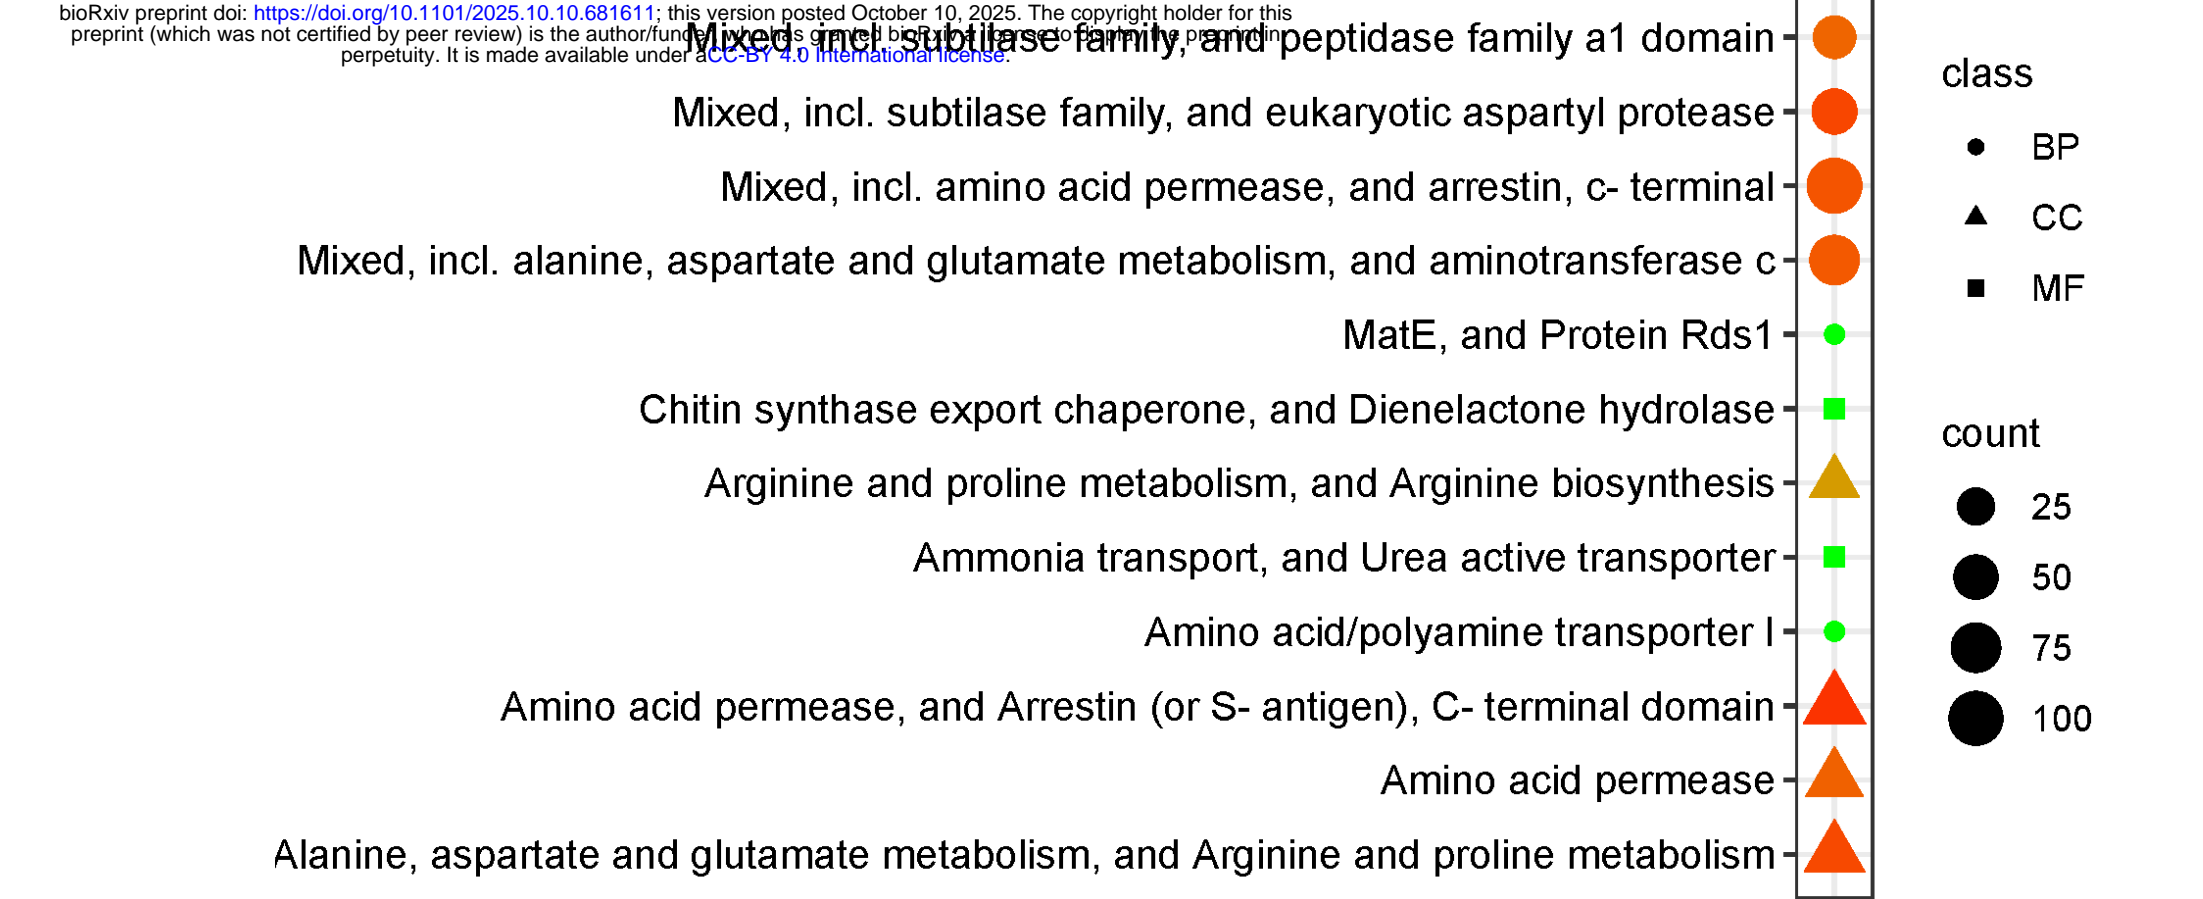 bioRxiv preprint doi: https://doi.org/10.1101/2025.10.10.681611; this version posted October 10, 2025. The copyright holder for this
preprint (which was not certified by peer review) is the author/funder, who has granted bioRxiv a license to display the preprint in
perpetuity. It is made available under aCC-BY 4.0 International license.
Mixed, incl. subtilase family, and peptidase family a1 domain
Mixed, incl. subtilase family, and eukaryotic aspartyl protease
Mixed, incl. amino acid permease, and arrestin, c- terminal
Mixed, incl. alanine, aspartate and glutamate metabolism, and aminotransferase c
MatE, and Protein Rds1
Chitin synthase export chaperone, and Dienelactone hydrolase
Arginine and proline metabolism, and Arginine biosynthesis
Ammonia transport, and Urea active transporter
Amino acid/polyamine transporter I
Amino acid permease, and Arrestin (or S- antigen), C- terminal domain
Amino acid permease
Alanine, aspartate and glutamate metabolism, and Arginine and proline metabolism
class
BP
CC
MF
count
25
50
75
100